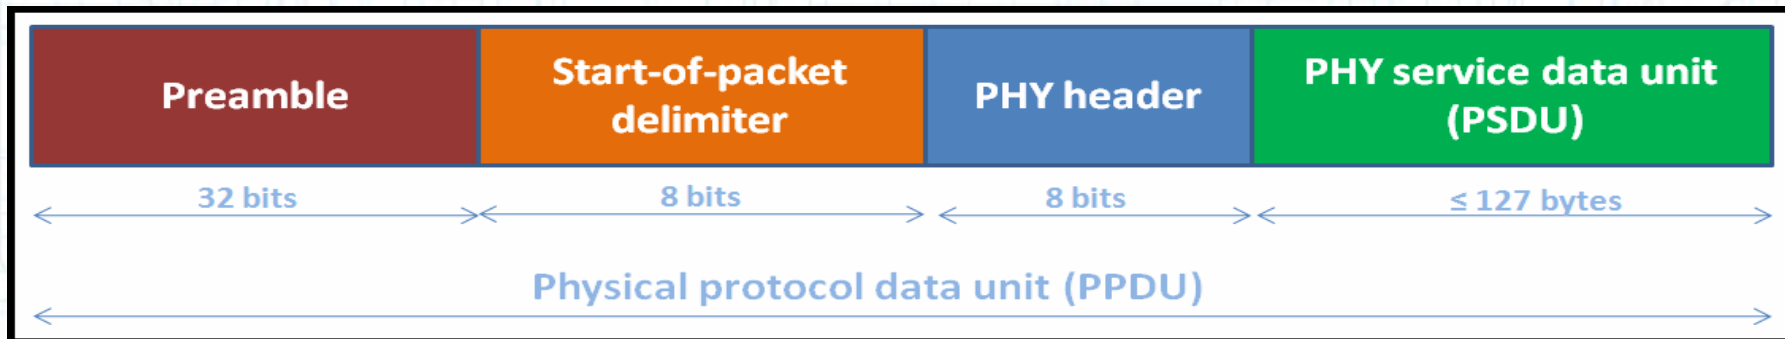 Preamble
Start-of-packet
delimiter
PHY header
PHY service data unit
(PSDU)
32 bits
8 bits
8 bits
≤ 127 bytes
Physical protocol data unit (PPDU)